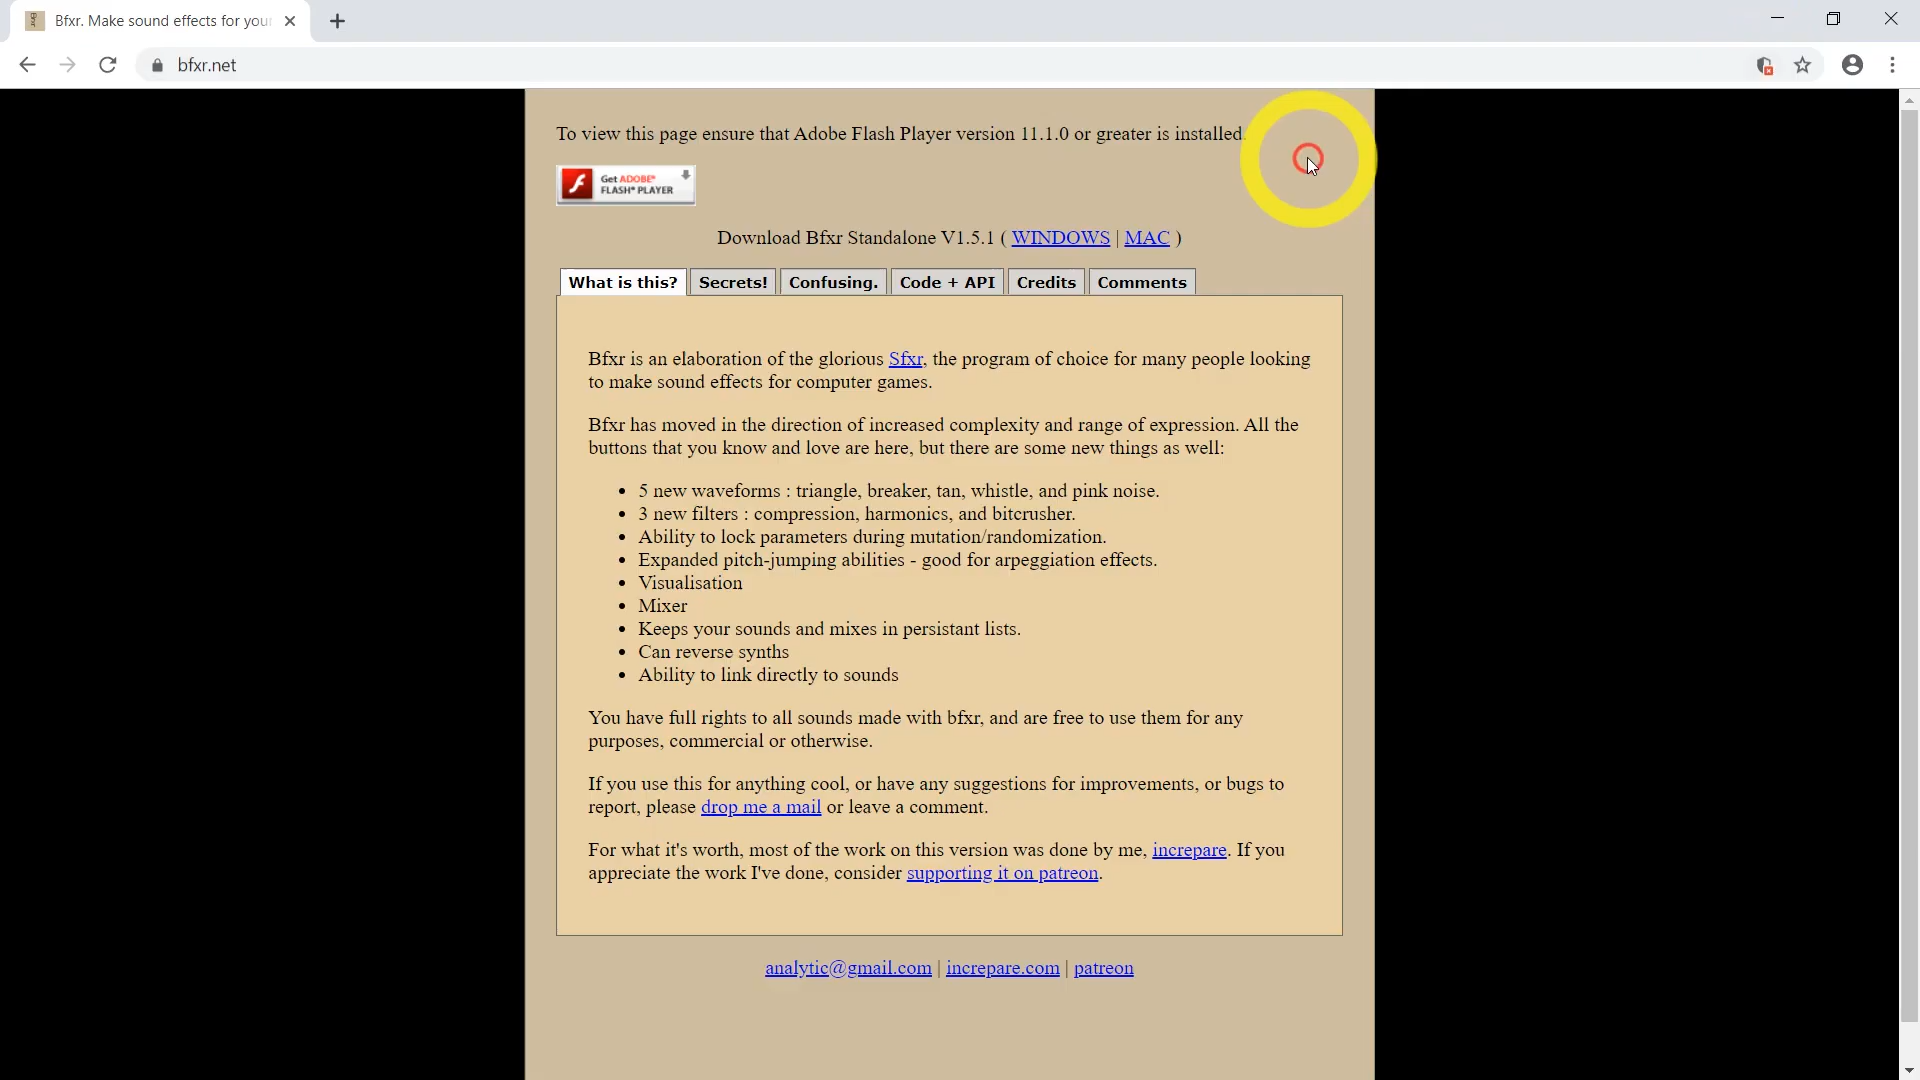 Bfxr. Make sound effects for your
bfxr.net
To view this page ensure that Adobe Flash Player version 11.1.0 or greater is installed.
Get ADOBE®
FLASH® PLAYER
Download Bfxr Standalone V1.5.1 ( WINDOWS | MAC )
What is this? Secrets! Confusing. Code + API Credits Comments
Bfxr is an elaboration of the glorious Sfxr, the program of choice for many people looking
to make sound effects for computer games.
Bfxr has moved in the direction of increased complexity and range of expression. All the
buttons that you know and love are here, but there are some new things as well:
• 5 new waveforms : triangle, breaker, tan, whistle, and pink noise.
• 3 new filters : compression, harmonics, and bitcrusher.
• Ability to lock parameters during mutation/randomization.
• Expanded pitch-jumping abilities - good for arpeggiation effects.
• Visualisation
• Mixer
• Keeps your sounds and mixes in persistant lists.
• Can reverse synths
• Ability to link directly to sounds
You have full rights to all sounds made with bfxr, and are free to use them for any
purposes, commercial or otherwise.
If you use this for anything cool, or have any suggestions for improvements, or bugs to
report, please drop me a mail or leave a comment.
For what it's worth, most of the work on this version was done by me, increpare. If you
appreciate the work I've done, consider supporting it on patreon.
analytic@gmail.com | increpare.com | patreon